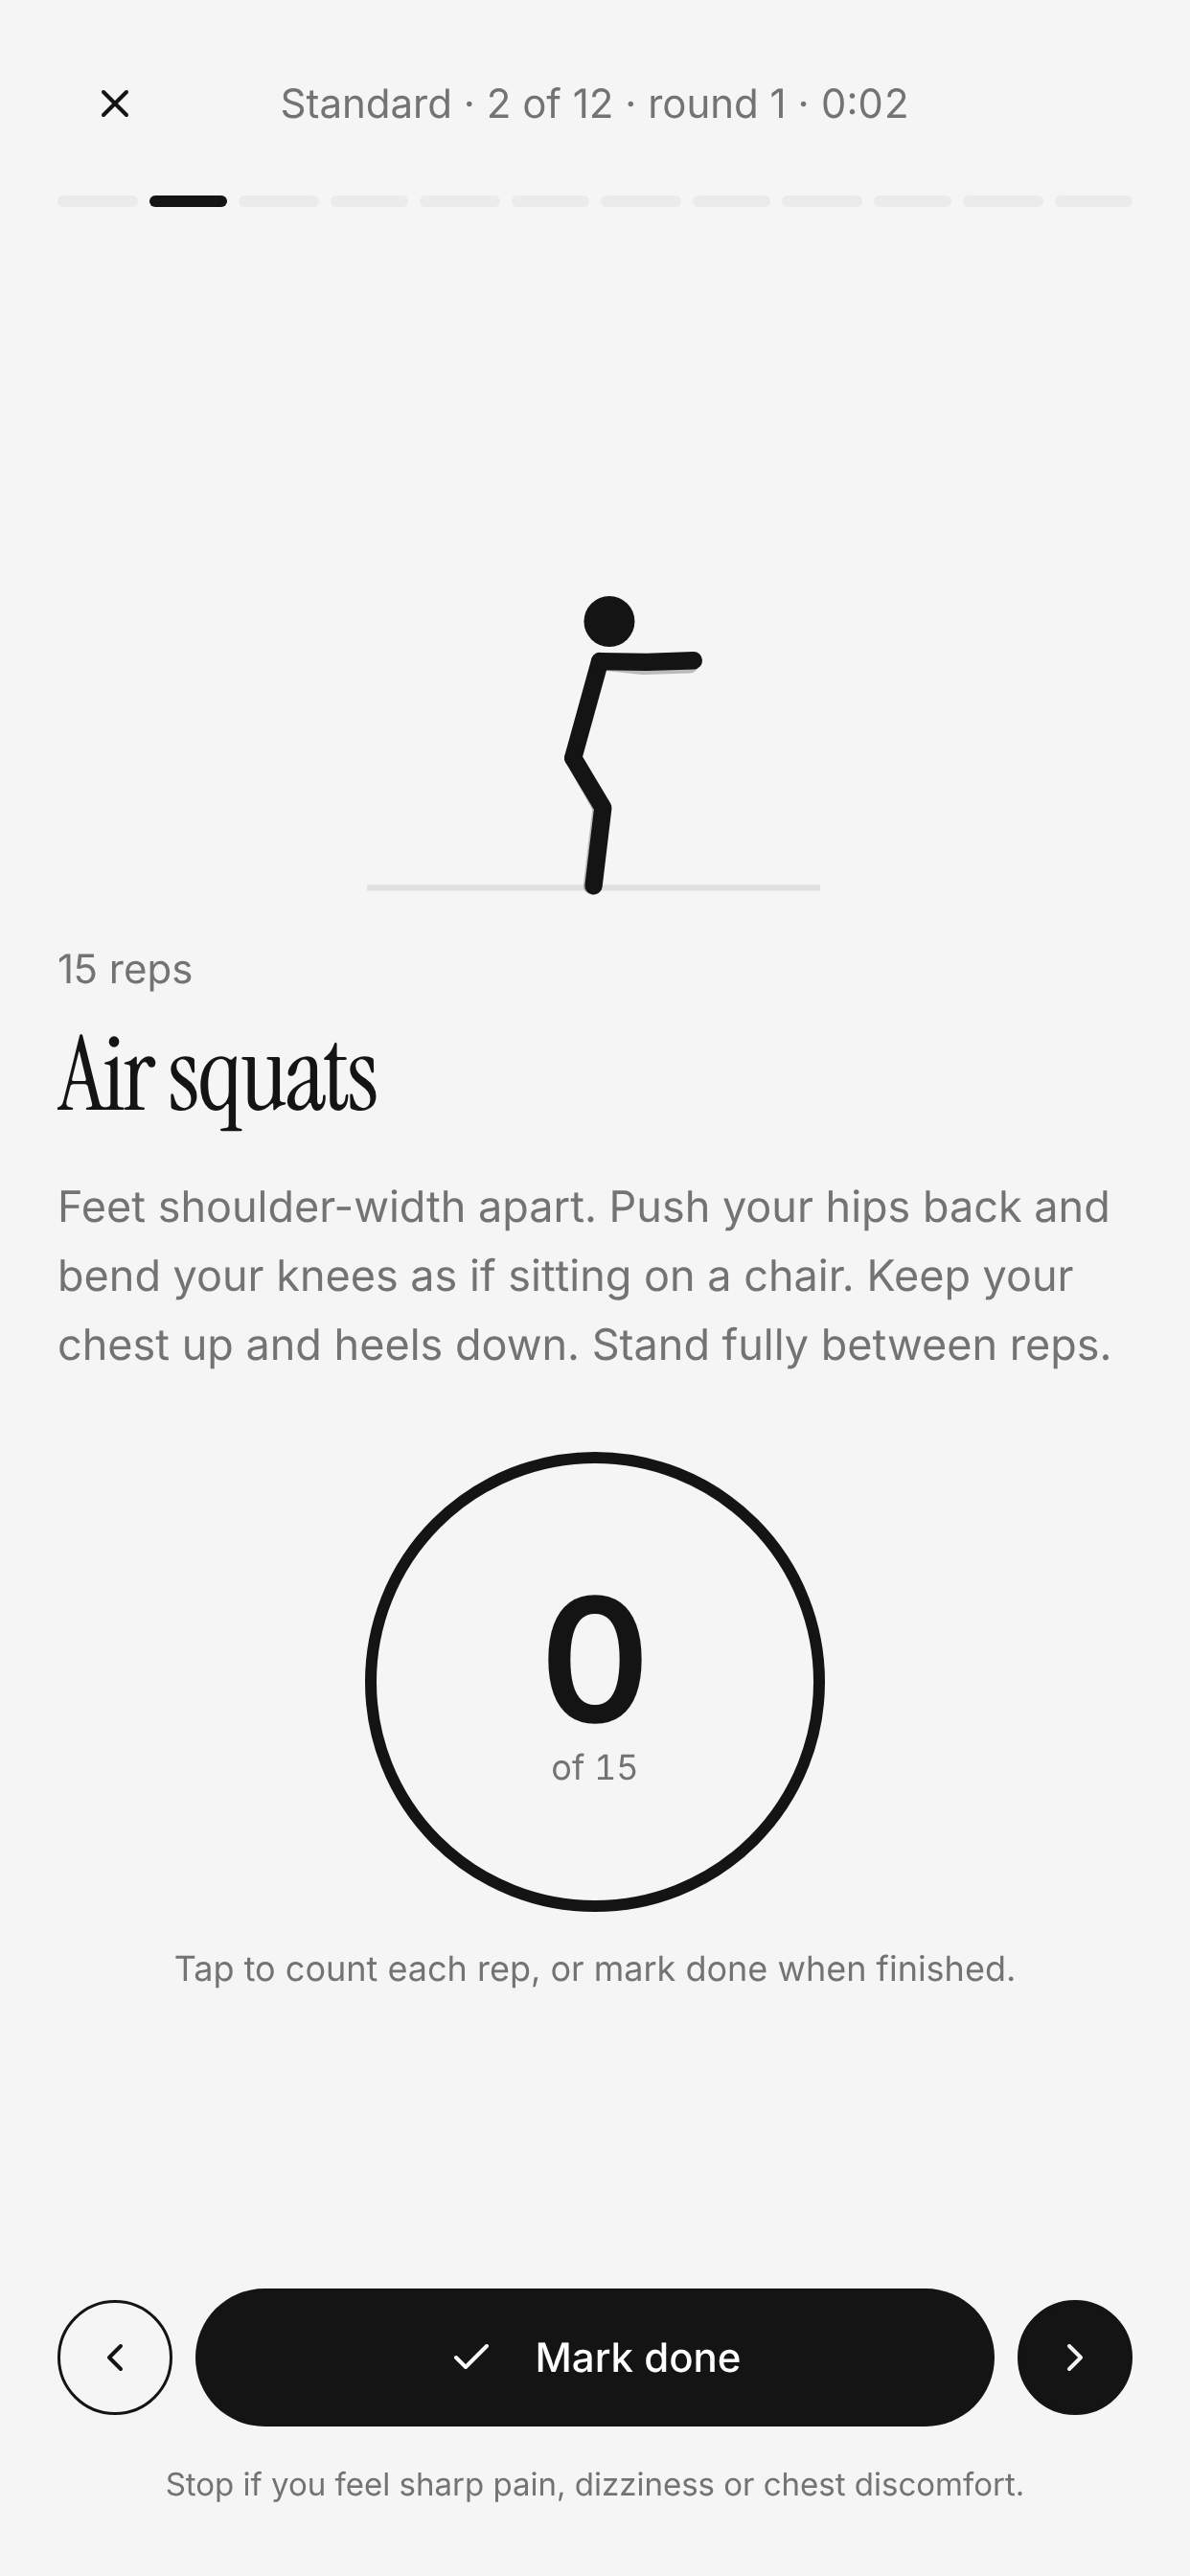 Standard · 2 of 12 · round 1 · 0:02
15 reps
Air squats
Feet shoulder-width apart. Push your hips back and
bend your knees as if sitting on a chair. Keep your
chest up and heels down. Stand fully between reps.
0
of 15
Tap to count each rep, or mark done when finished.
Mark done
Stop if you feel sharp pain, dizziness or chest discomfort.